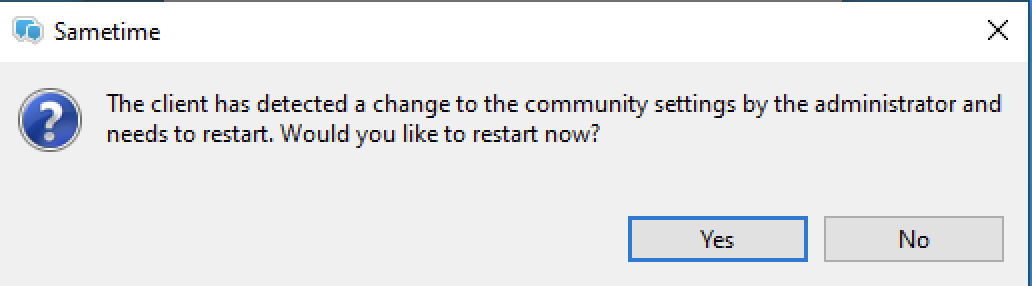 Sametime
The client has detected a change to the community settings by the administrator and
needs to restart. Would you like to restart now?
Yes
No